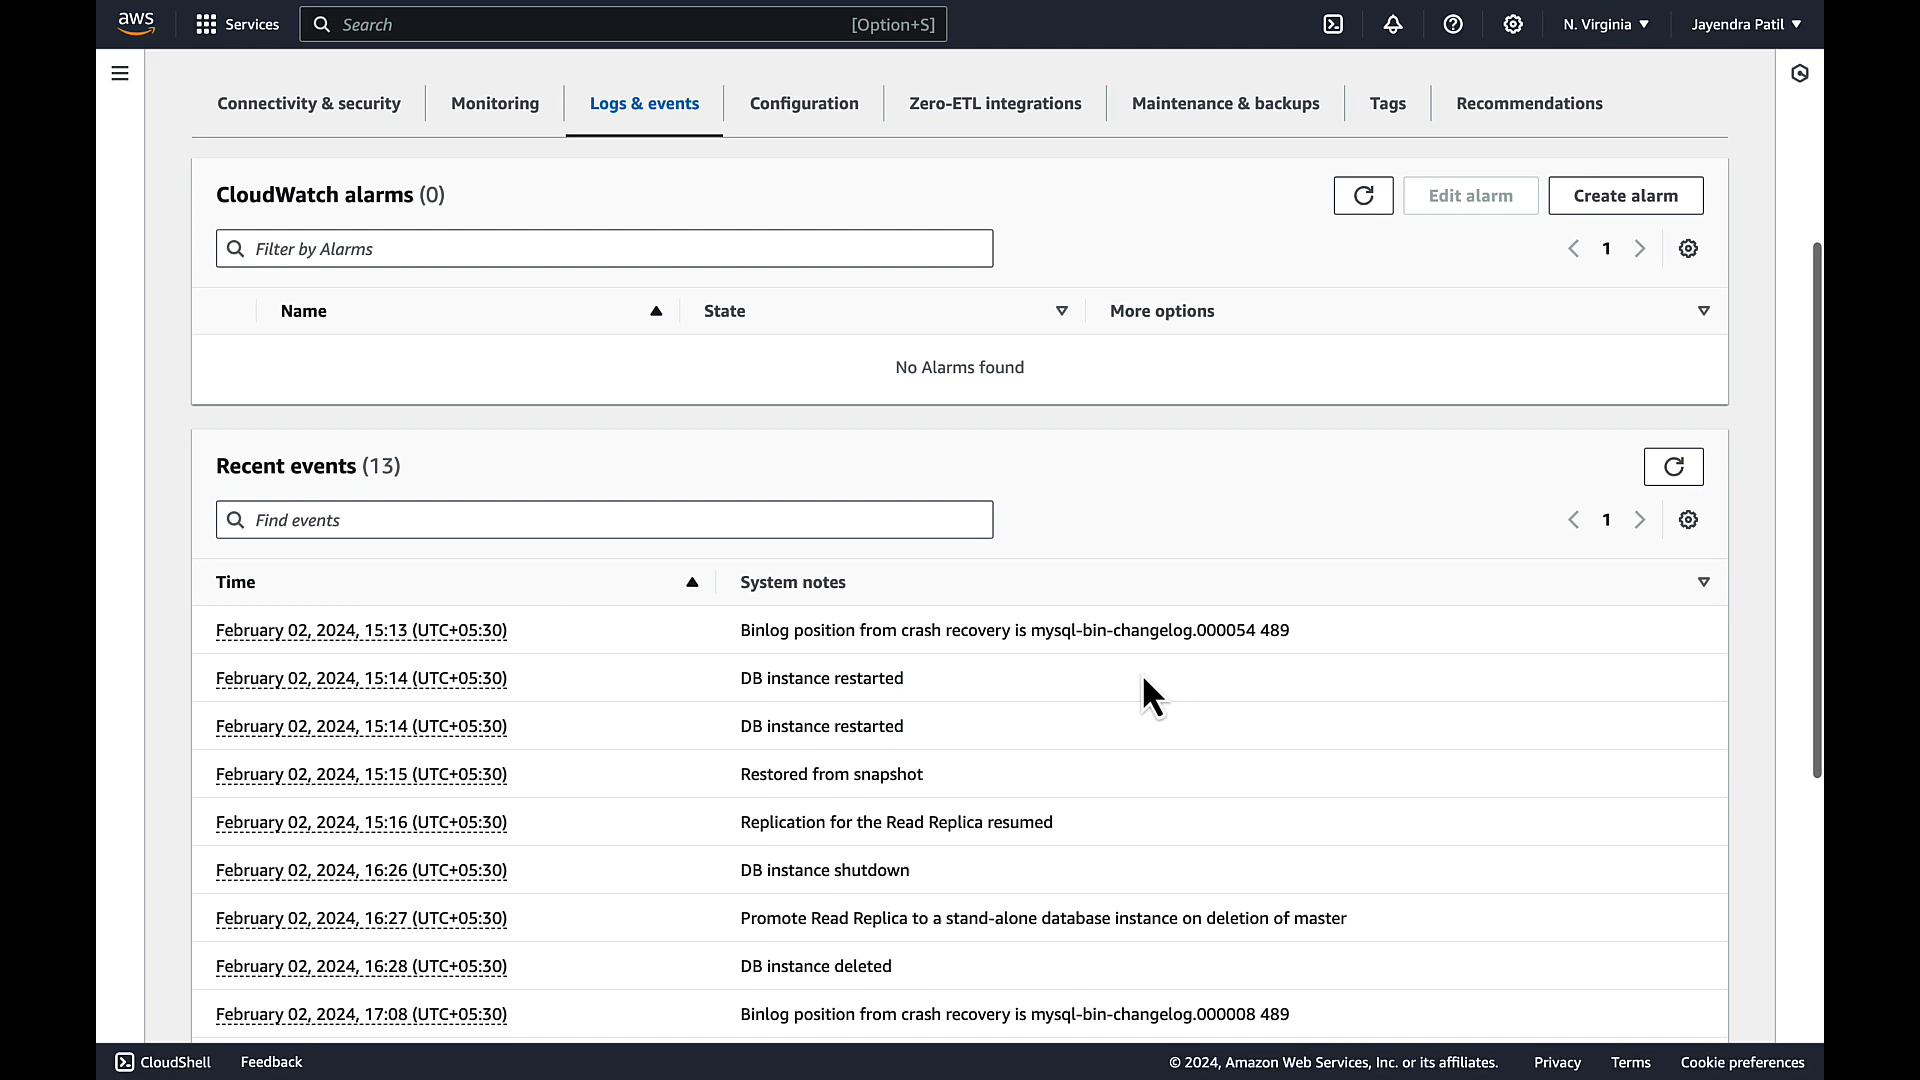 aws Services Search [Option+S] N. Virginia Jayendra Patil
Connectivity & security Monitoring Logs & events Configuration Zero-ETL integrations Maintenance & backups Tags Recommendations
CloudWatch alarms (0) Edit alarm Create alarm
Filter by Alarms 1
Name State More options
No Alarms found
Recent events (13)
Find events 1
Time System notes
February 02, 2024, 15:13 (UTC+05:30) Binlog position from crash recovery is mysql-bin-changelog.000054 489
February 02, 2024, 15:14 (UTC+05:30) DB instance restarted
February 02, 2024, 15:14 (UTC+05:30) DB instance restarted
February 02, 2024, 15:15 (UTC+05:30) Restored from snapshot
February 02, 2024, 15:16 (UTC+05:30) Replication for the Read Replica resumed
February 02, 2024, 16:26 (UTC+05:30) DB instance shutdown
February 02, 2024, 16:27 (UTC+05:30) Promote Read Replica to a stand-alone database instance on deletion of master
February 02, 2024, 16:28 (UTC+05:30) DB instance deleted
February 02, 2024, 17:08 (UTC+05:30) Binlog position from crash recovery is mysql-bin-changelog.000008 489
CloudShell Feedback © 2024, Amazon Web Services, Inc. or its affiliates. Privacy Terms Cookie preferences